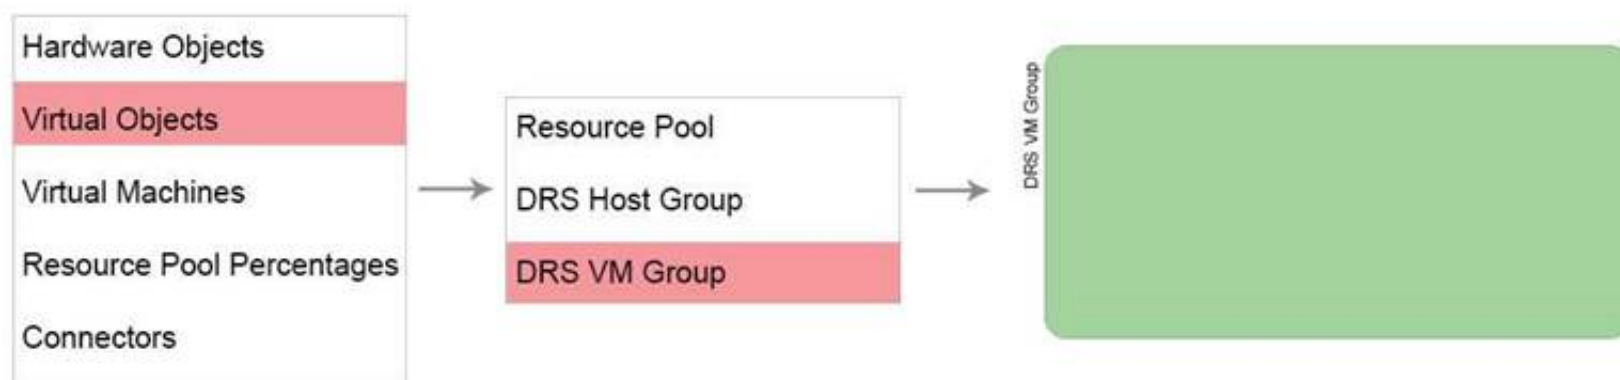 Hardware Objects
Virtual Objects
Virtual Machines
Resource Pool Percentages
Connectors
Resource Pool
DRS Host Group
DRS VM Group
DRS VM Group